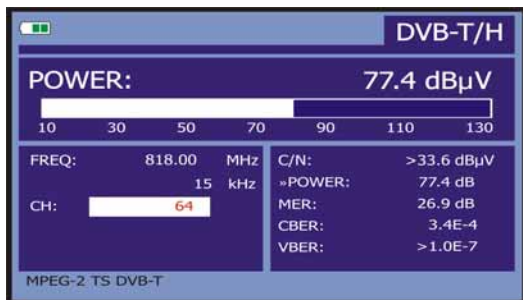 DVB-T/H
POWER: 77.4 dBµV
10 30 50 70 90 110 130
FREQ: 818.00 MHz
15 kHz
CH: 64
C/N: >33.6 dBµV
»POWER: 77.4 dB
MER: 26.9 dB
CBER: 3.4E-4
VBER: >1.0E-7
MPEG-2 TS DVB-T